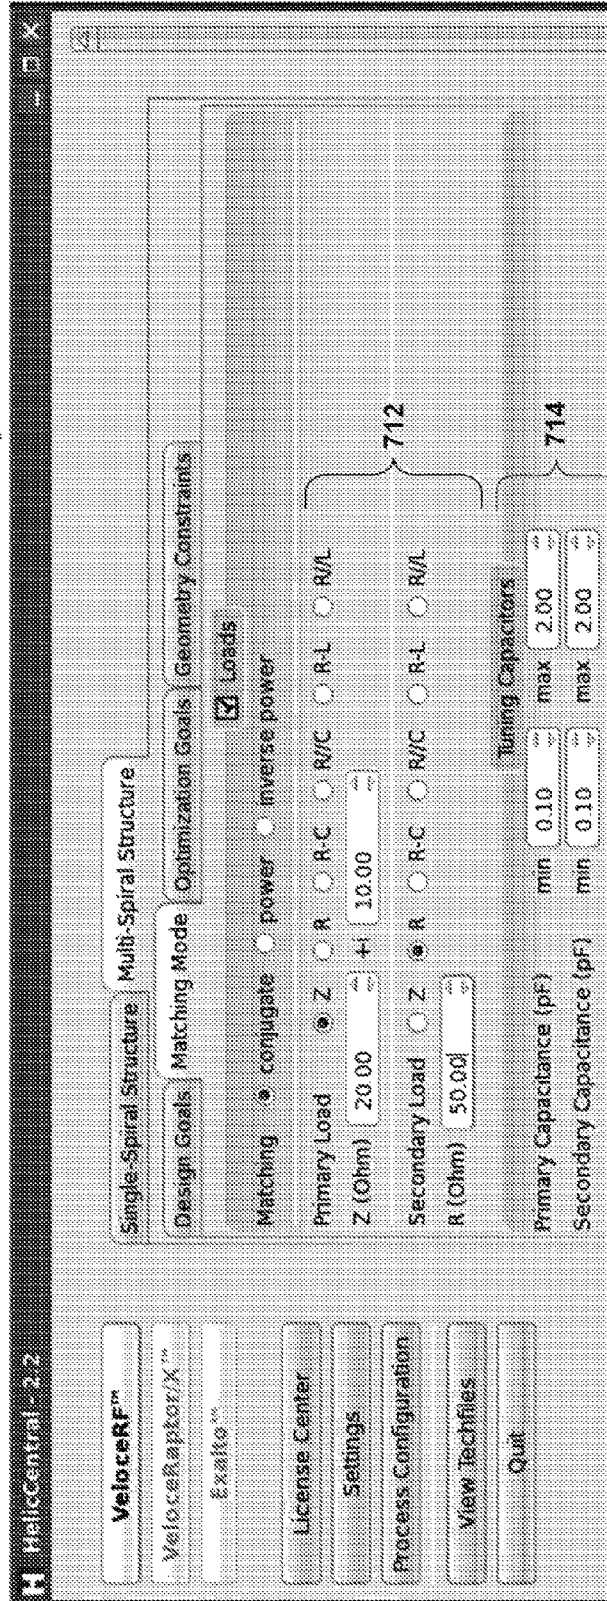 HelicCentral - 2.2
VeloceRF™
VeloceRaptor/X™
Exalto™
License Center
Settings
Process Configuration
View Techfiles
Quit
Single-Spiral Structure Multi-Spiral Structure
Design Goals Matching Mode Optimization Goals Geometry Constraints
Loads
Matching conjugate power inverse power
Primary Load Z R R-C R//C R-L R//L
Z (Ohm) 20.00 +i 10.00
712
Secondary Load Z R R-C R//C R-L R//L
R (Ohm) 50.00
Tuning Capacitors
Primary Capacitance (pF) min 0.10 max 2.00
714
Secondary Capacitance (pF) min 0.10 max 2.00